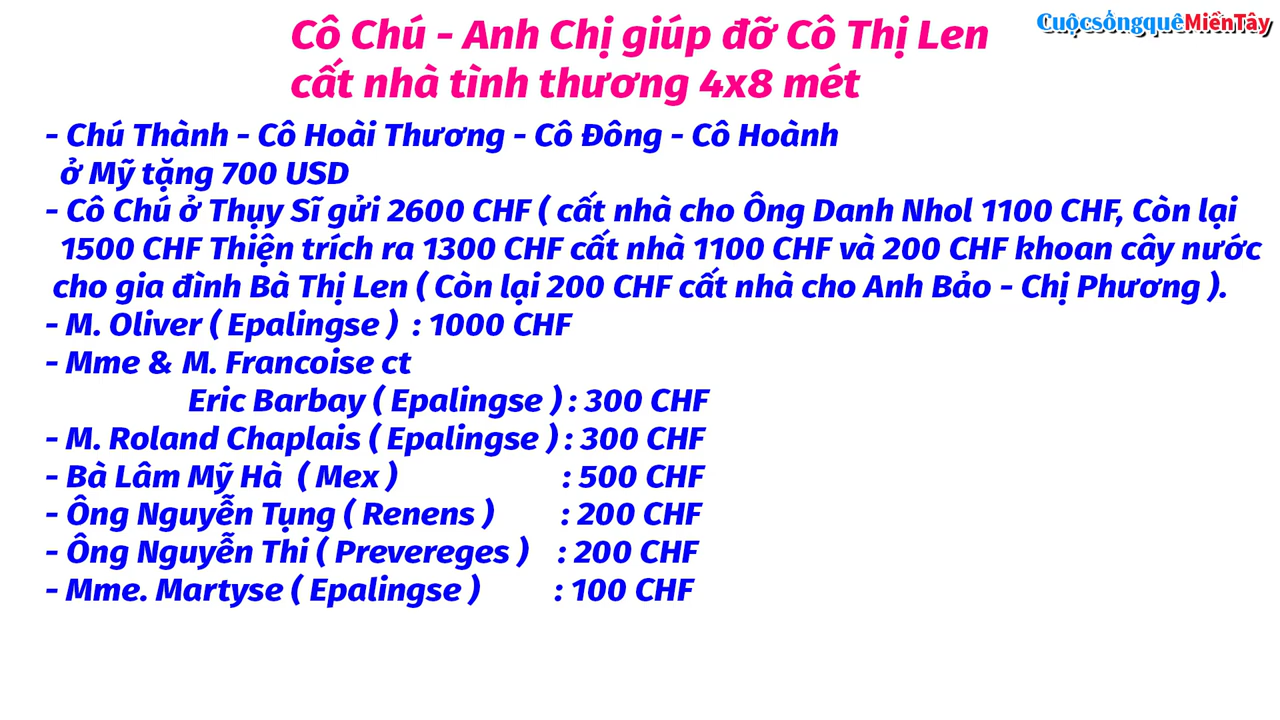 CuộcsốngquêMiềnTây
Cô Chú - Anh Chị giúp đỡ Cô Thị Len
cất nhà tình thương 4x8 mét
- Chú Thành - Cô Hoài Thương - Cô Đông - Cô Hoành
ở Mỹ tặng 700 USD
- Cô Chú ở Thụy Sĩ gửi 2600 CHF ( cất nhà cho Ông Danh Nhol 1100 CHF, Còn lại
1500 CHF Thiện trích ra 1300 CHF cất nhà 1100 CHF và 200 CHF khoan cây nước
cho gia đình Bà Thị Len ( Còn lại 200 CHF cất nhà cho Anh Bảo - Chị Phương ).
- M. Oliver ( Epalingse ) : 1000 CHF
- Mme & M. Francoise ct
Eric Barbay ( Epalingse ) : 300 CHF
- M. Roland Chaplais ( Epalingse ) : 300 CHF
- Bà Lâm Mỹ Hà ( Mex ) : 500 CHF
- Ông Nguyễn Tụng ( Renens ) : 200 CHF
- Ông Nguyễn Thi ( Prevereges ) : 200 CHF
- Mme. Martyse ( Epalingse ) : 100 CHF